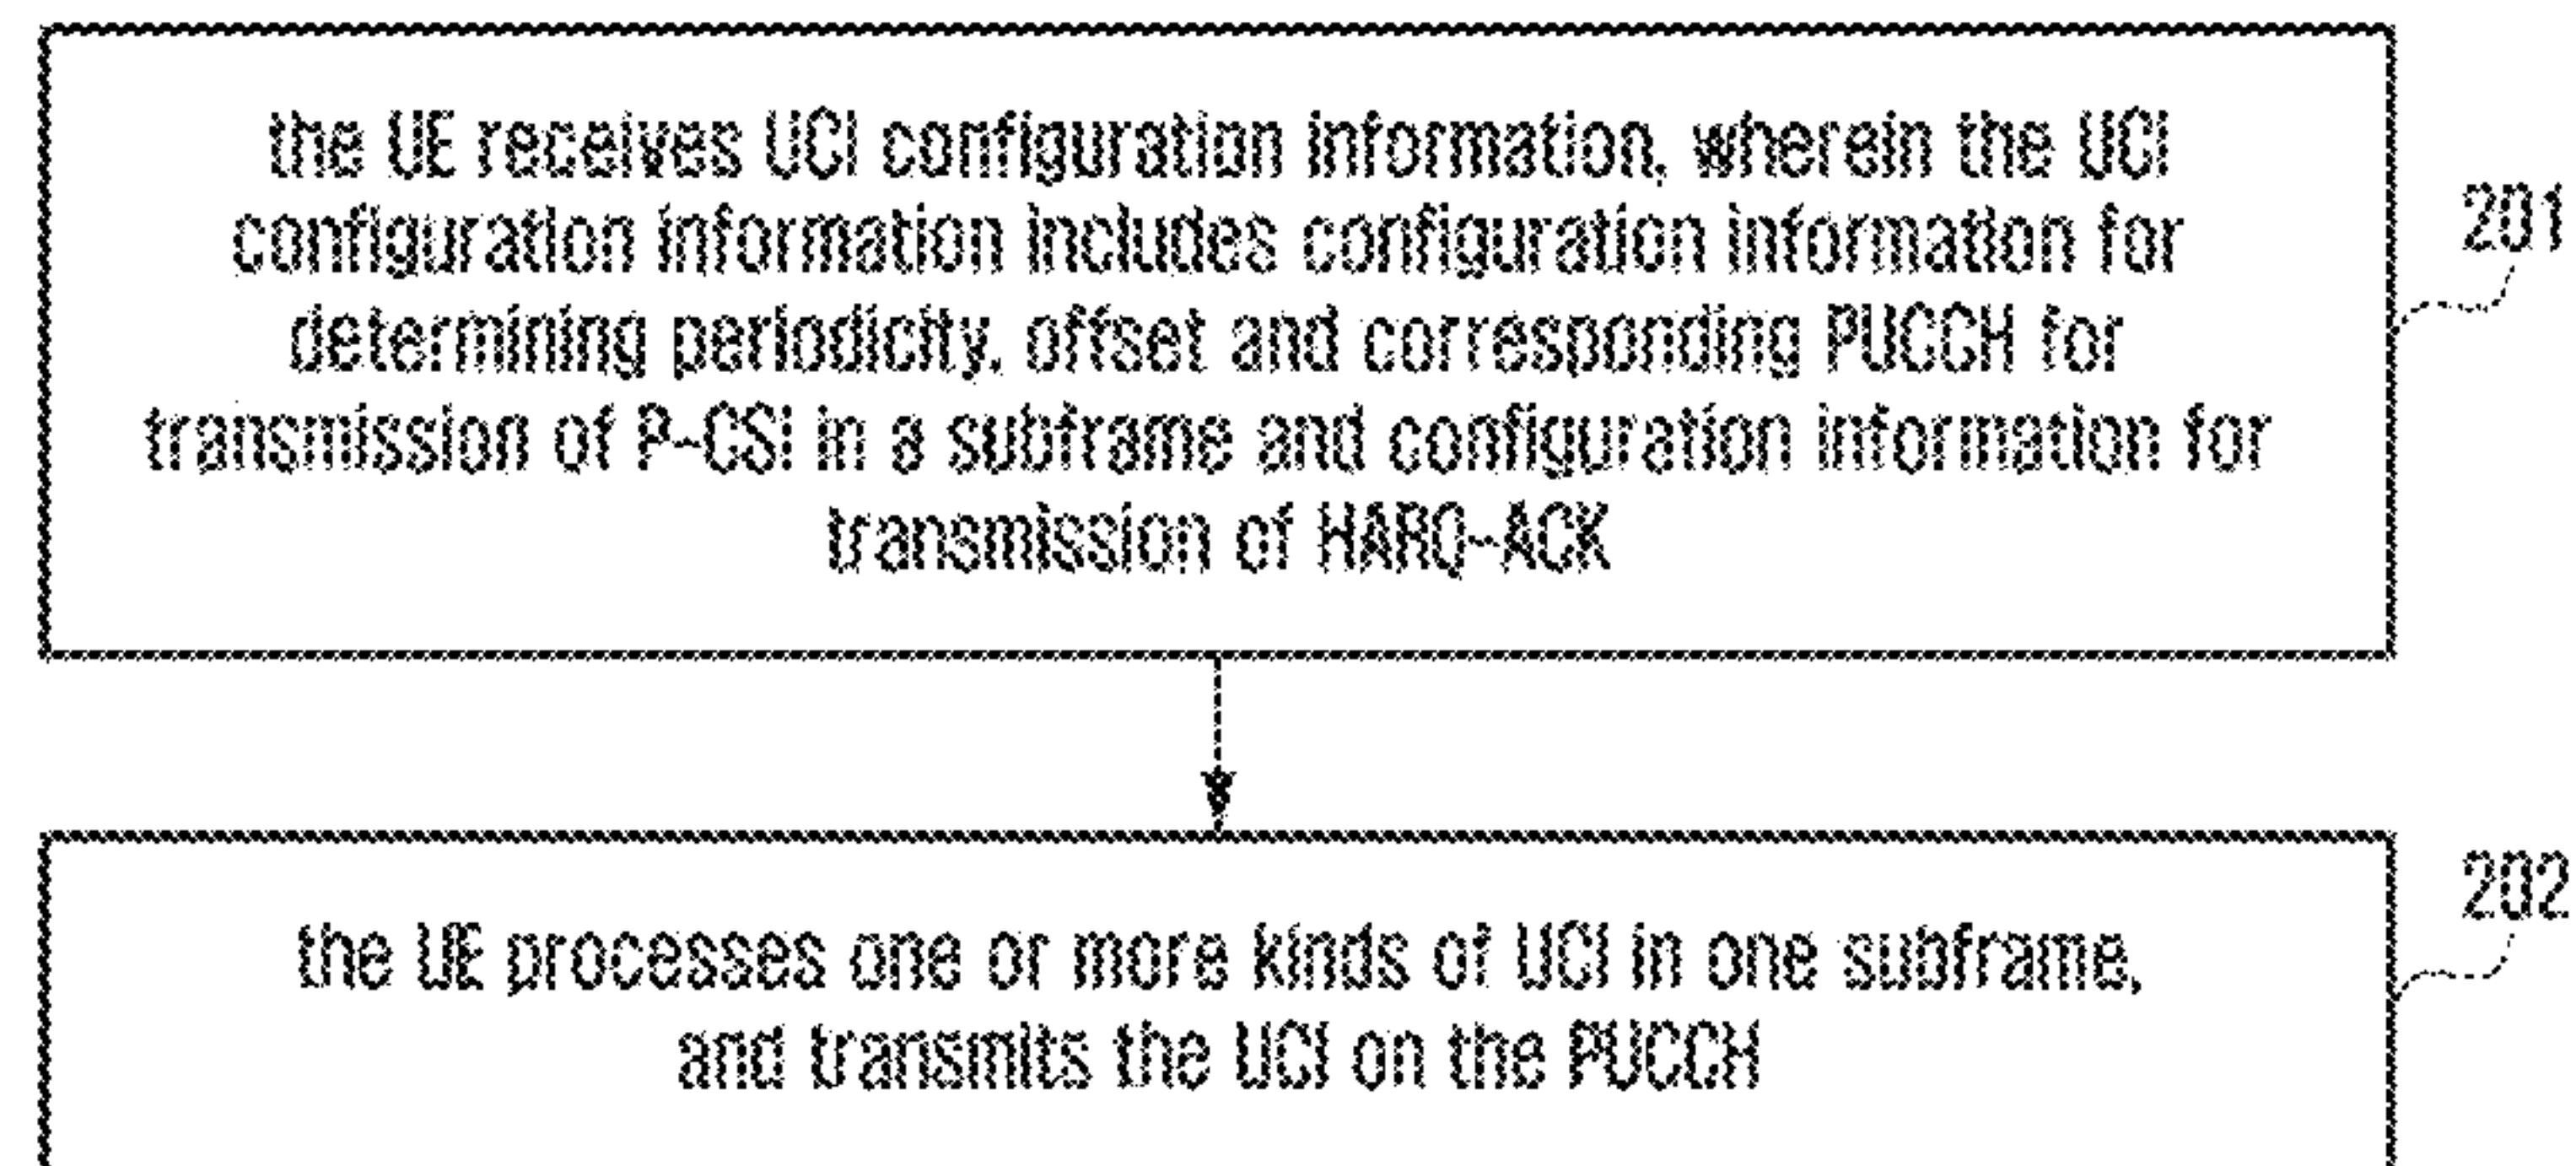 the UE receives UCI configuration information, wherein the UCI
configuration information includes configuration information for
determining periodicity, offset and corresponding PUCCH for
transmission of P-CSI in a subframe and configuration information for
transmission of HARQ-ACK
201
the UE processes one or more kinds of UCI in one subframe,
and transmits the UCI on the PUCCH
202